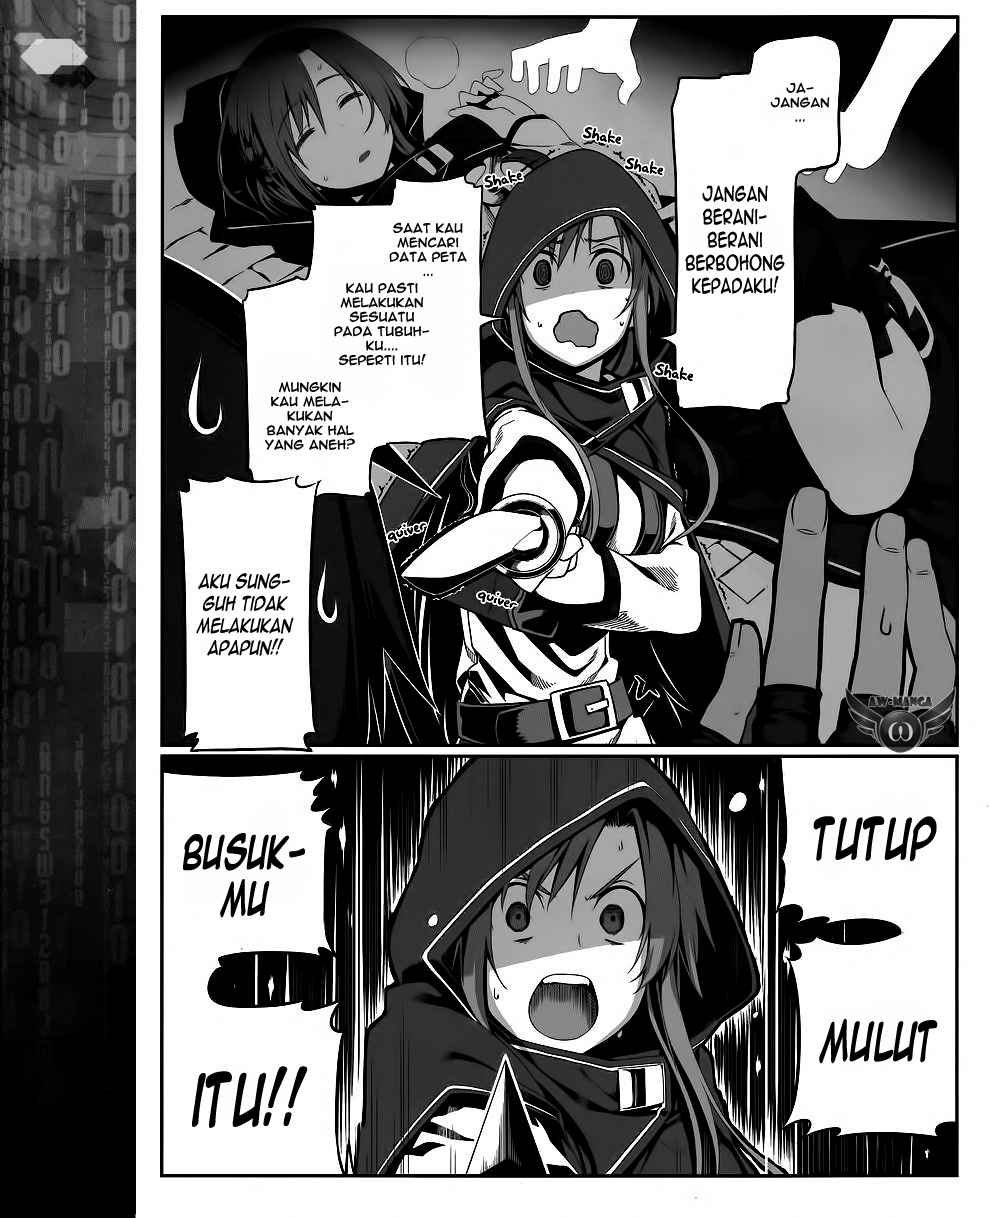 JA-
JANGAN
...
JANGAN
BERANI-
BERANI
BERBOHONG
KEPADAKU!
Shake
Shake
Shake
Shake
SAAT KAU
MENCARI
DATA PETA
...
KAU PASTI
MELAKUKAN
SESUATU
PADA TUBUH-
KU....
SEPERTI ITU!
MUNGKIN
KAU MELA-
KUKAN
BANYAK HAL
YANG ANEH?
quiver
quiver
AKU SUNG-
GUH TIDAK
MELAKUKAN
APAPUN!!
AW-MANGA
TUTUP
MULUT
BUSUK-
MU
ITU!!